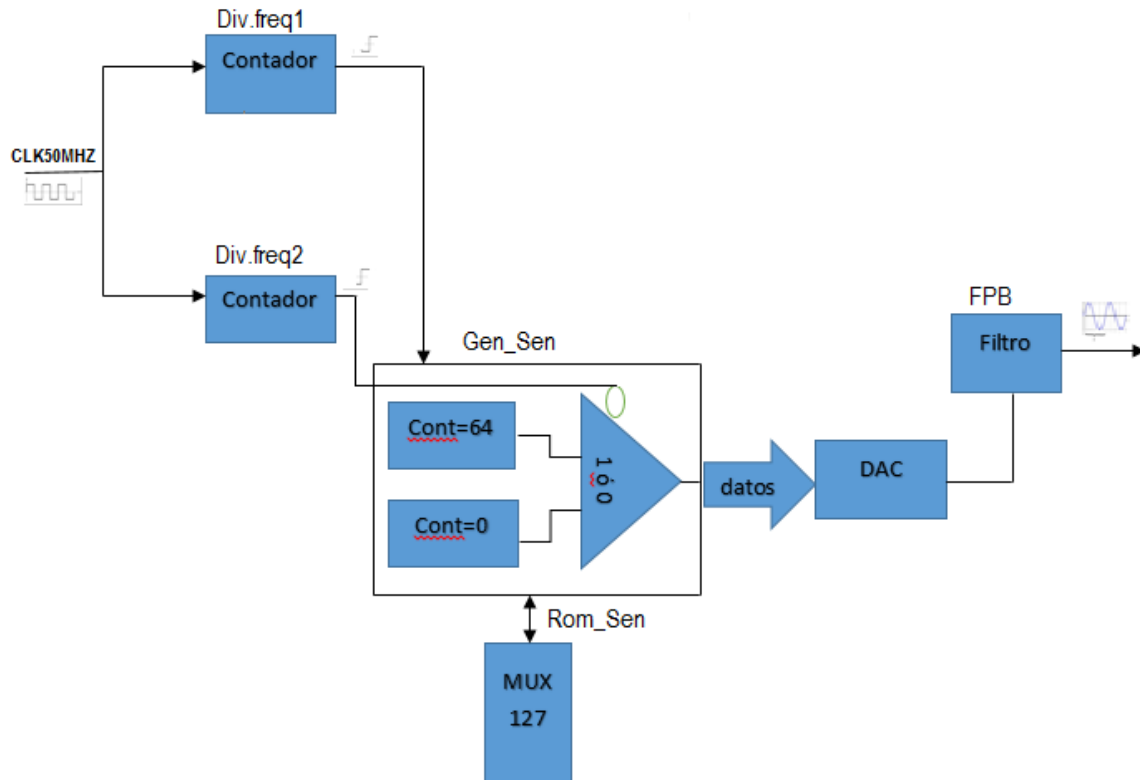 Div.freq1
Contador
CLK50MHZ
Div.freq2
Contador
FPB
Filtro
Gen_Sen
Cont=64
1 ó 0
Cont=0
datos
DAC
Rom_Sen
MUX
127